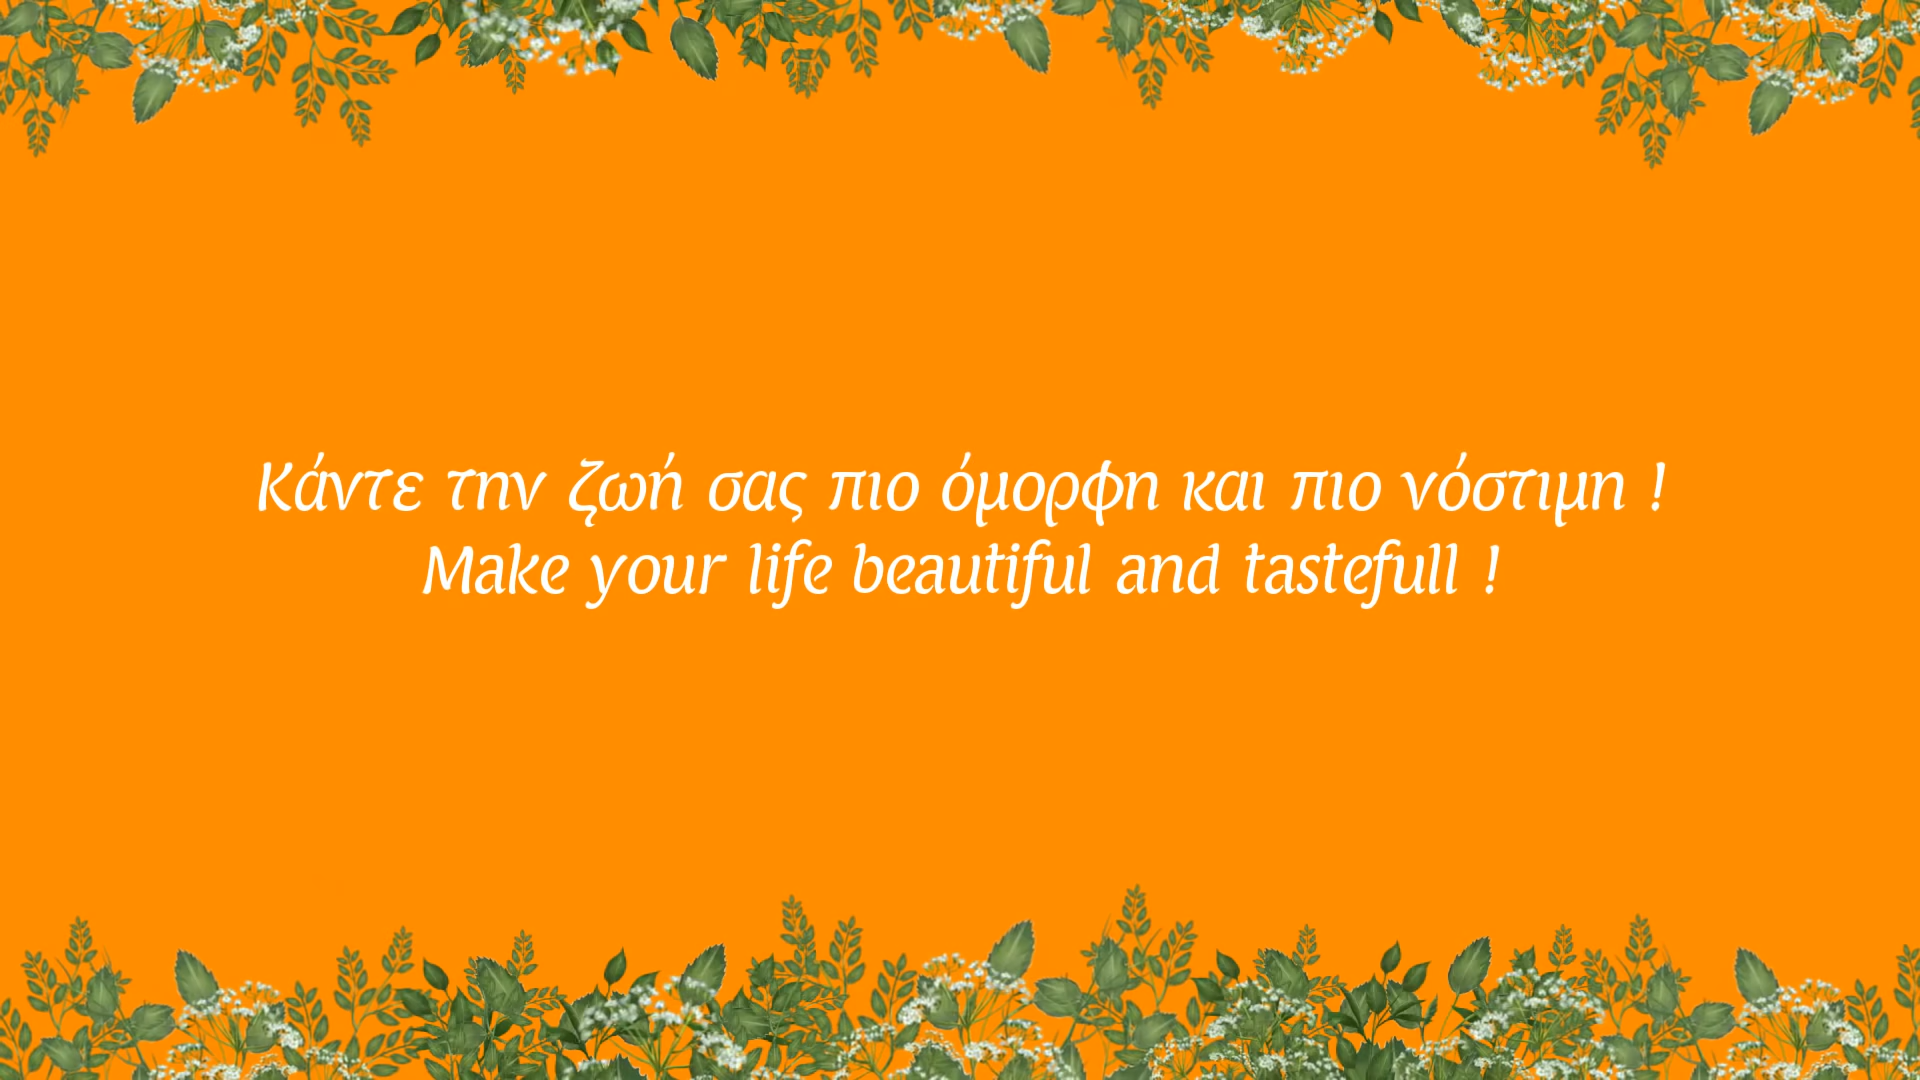 Κάντε την ζωή σας πιο όμορφη και πιο νόστιμη !
Make your life beautiful and tastefull !